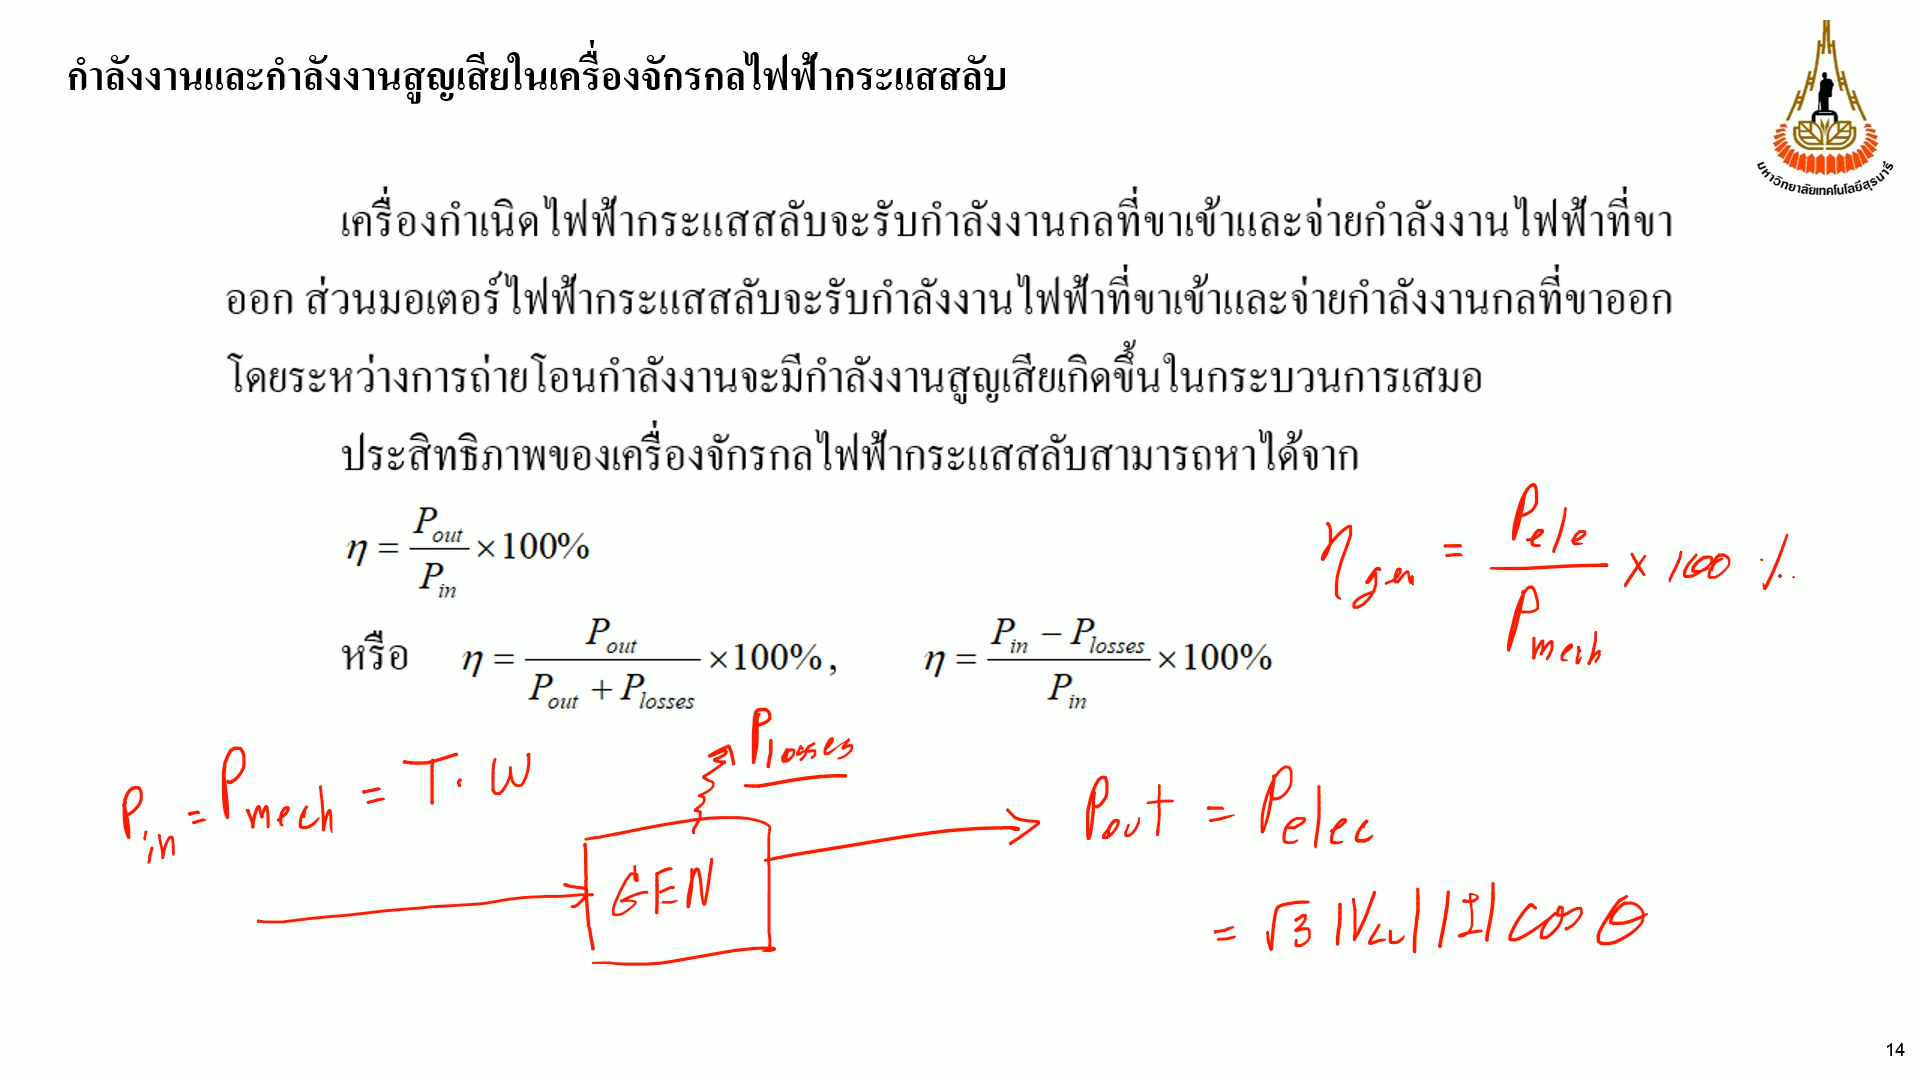 กำลังงานและกำลังงานสูญเสียในเครื่องจักรกลไฟฟ้ากระแสสลับ
มหาวิทยาลัยเทคโนโลยีสุรนารี
เครื่องกำเนิดไฟฟ้ากระแสสลับจะรับกำลังงานกลที่ขาเข้าและจ่ายกำลังงานไฟฟ้าที่ขา
ออก ส่วนมอเตอร์ไฟฟ้ากระแสสลับจะรับกำลังงานไฟฟ้าที่ขาเข้าและจ่ายกำลังงานกลที่ขาออก
โดยระหว่างการถ่ายโอนกำลังงานจะมีกำลังงานสูญเสียเกิดขึ้นในกระบวนการเสมอ
ประสิทธิภาพของเครื่องจักรกลไฟฟ้ากระแสสลับสามารถหาได้จาก
η = P_out / P_in × 100%
η_gen = P_ele / P_mech × 100 %
หรือ η = P_out / (P_out + P_losses) × 100% , η = (P_in − P_losses) / P_in × 100%
P_losses
P_in = P_mech = T · ω
GEN
P_out = P_elec
= √3 |V_LL| |I| cos θ
14